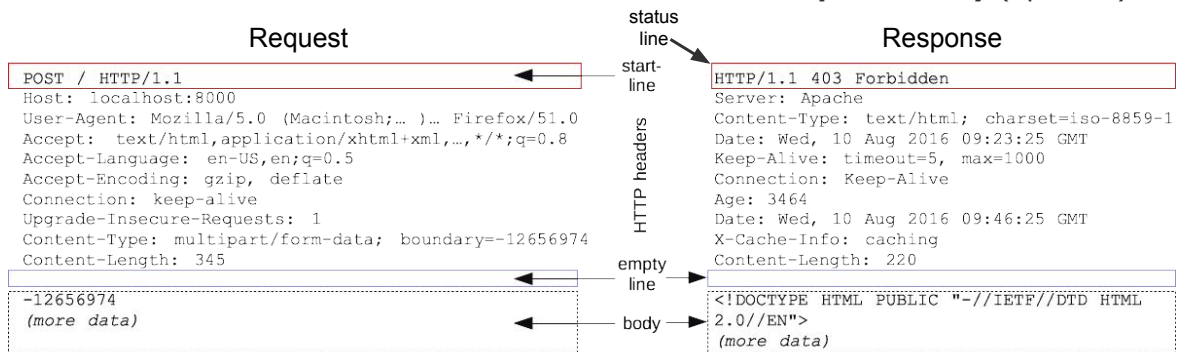 Request
POST / HTTP/1.1
Host: localhost:8000
User-Agent: Mozilla/5.0 (Macintosh;… )… Firefox/51.0
Accept: text/html,application/xhtml+xml,…,*/*;q=0.8
Accept-Language: en-US,en;q=0.5
Accept-Encoding: gzip, deflate
Connection: keep-alive
Upgrade-Insecure-Requests: 1
Content-Type: multipart/form-data; boundary=-12656974
Content-Length: 345
-12656974
(more data)
status
line
start-
line
HTTP headers
empty
line
body
Response
HTTP/1.1 403 Forbidden
Server: Apache
Content-Type: text/html; charset=iso-8859-1
Date: Wed, 10 Aug 2016 09:23:25 GMT
Keep-Alive: timeout=5, max=1000
Connection: Keep-Alive
Age: 3464
Date: Wed, 10 Aug 2016 09:46:25 GMT
X-Cache-Info: caching
Content-Length: 220
<!DOCTYPE HTML PUBLIC "-//IETF//DTD HTML
2.0//EN">
(more data)